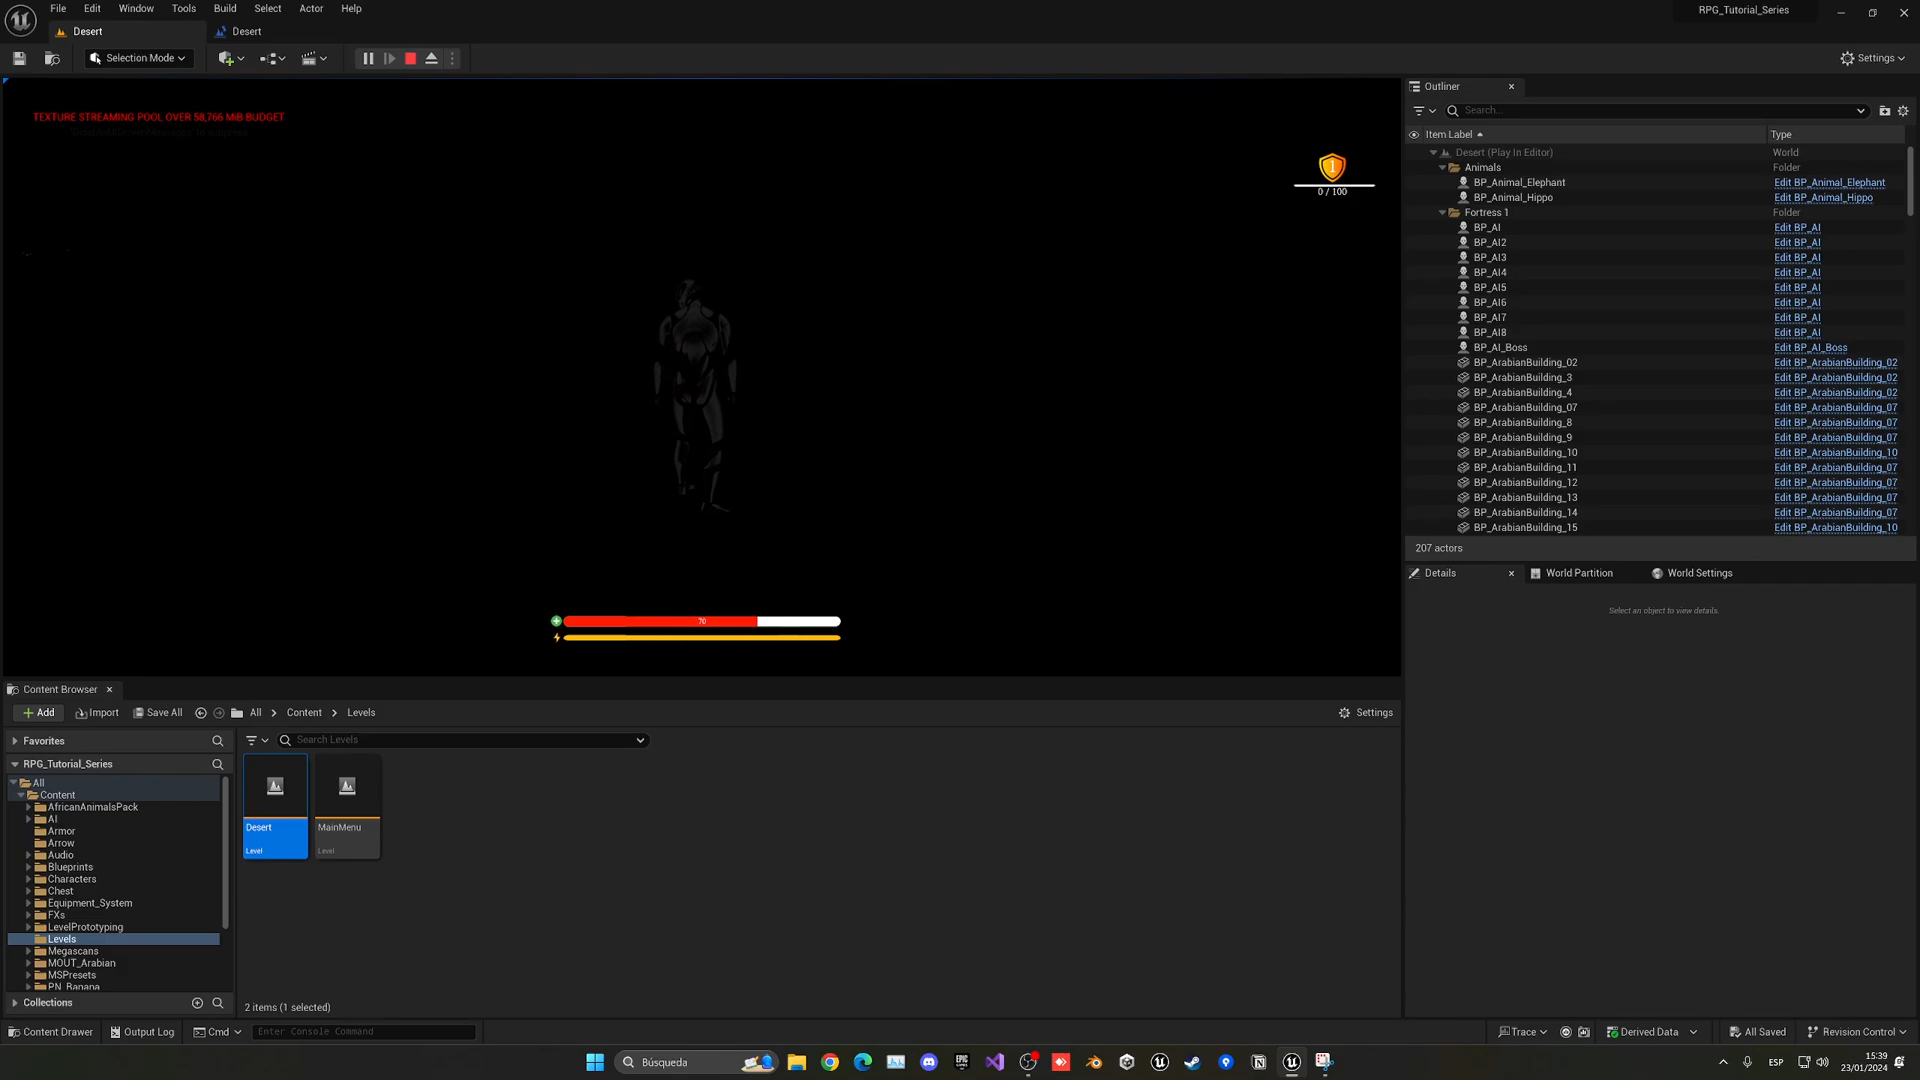 File Edit Window Tools Build Select Actor Help
RPG_Tutorial_Series
Desert
Desert
Selection Mode
Settings
TEXTURE STREAMING POOL OVER 58,766 MiB BUDGET
1
0 / 100
70
Outliner
Search...
Item Label Type
Desert (Play In Editor) World
Animals Folder
BP_Animal_Elephant Edit BP_Animal_Elephant
BP_Animal_Hippo Edit BP_Animal_Hippo
Fortress 1 Folder
BP_AI Edit BP_AI
BP_AI2 Edit BP_AI
BP_AI3 Edit BP_AI
BP_AI4 Edit BP_AI
BP_AI5 Edit BP_AI
BP_AI6 Edit BP_AI
BP_AI7 Edit BP_AI
BP_AI8 Edit BP_AI
BP_AI_Boss Edit BP_AI_Boss
BP_ArabianBuilding_02 Edit BP_ArabianBuilding_02
BP_ArabianBuilding_3 Edit BP_ArabianBuilding_02
BP_ArabianBuilding_4 Edit BP_ArabianBuilding_02
BP_ArabianBuilding_07 Edit BP_ArabianBuilding_07
BP_ArabianBuilding_8 Edit BP_ArabianBuilding_07
BP_ArabianBuilding_9 Edit BP_ArabianBuilding_07
BP_ArabianBuilding_10 Edit BP_ArabianBuilding_10
BP_ArabianBuilding_11 Edit BP_ArabianBuilding_07
BP_ArabianBuilding_12 Edit BP_ArabianBuilding_07
BP_ArabianBuilding_13 Edit BP_ArabianBuilding_07
BP_ArabianBuilding_14 Edit BP_ArabianBuilding_07
BP_ArabianBuilding_15 Edit BP_ArabianBuilding_10
207 actors
Details World Partition World Settings
Select an object to view details.
Content Browser
Add Import Save All All Content Levels Settings
Favorites
Search Levels
RPG_Tutorial_Series
All
Content
AfricanAnimalsPack
AI
Armor
Arrow
Audio
Blueprints
Characters
Chest
Equipment_System
FXs
LevelPrototyping
Levels
Megascans
MOUT_Arabian
MSPresets
PN_Banana
Collections
Desert
Level
MainMenu
Level
2 items (1 selected)
Content Drawer Output Log Cmd Enter Console Command
Trace Derived Data All Saved Revision Control
Búsqueda
ESP
15:39
23/01/2024